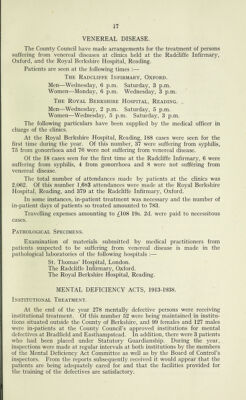 17
VENEREAL DISEASE.
The County Council have made arrangements for the treatment of persons
suffering from venereal diseases at clinics held at the Radcliffe Infirmary,
Oxford, and the Royal Berkshire Hospital, Reading.
Patients are seen at the following times :—
THE RADCLIFFE INFIRMARY, OXFORD.
Men—Wednesday, 6 p.m. Saturday, 3 p.m.
Women—Monday, 6 p.m. Wednesday, 3 p.m.
THE ROYAL BERKSHIRE HOSPITAL, READING.
Men—Wednesday, 2 p.m. Saturday, 5 p.m.
Women—Wednesday, 5 p.m. Saturday, 3 p.m.
The following particulars have been supplied by the medical officer in
charge of the clinics.
At the Royal Berkshire Hospital, Reading, 188 cases were seen for the
first time during the year. Of this number, 37 were suffering from syphilis,
75 from gonorrhoea and 76 were not suffering from venereal disease.
Of the 18 cases seen for the first time at the Radcliffe Infirmary, 6 were
suffering from syphilis, 4 from gonorrhoea and 8 were not suffering from
venereal disease.
The total number of attendances made by patients at the clinics was
2,062. Of this number 1,683 attendances were made at the Royal Berkshire
Hospital, Reading, and 379 at the Radcliffe Infirmary, Oxford.
In some instances, in-patient treatment was necessary and the number of
in-patient days of patients so treated amounted to 783.
Travelling expenses amounting to £108 19s. 2d. were paid to necessitous
cases.
PATHOLOGICAL SPECIMENS.
Examination of materials submitted by medical practitioners from
patients suspected to be suffering from venereal disease is made in the
pathological laboratories of the following hospitals :—
St. Thomas' Hospital, London.
The Radcliffe Infirmary, Oxford.
The Royal Berkshire Hospital, Reading.
MENTAL DEFICIENCY ACTS, 1913-1938.
INSTITUTIONAL TREATMENT.
At the end of the year 278 mentally defective persons were receiving
institutional treatment. Of this number 52 were being maintained in institu-
tions situated outside the County of Berkshire, and 99 females and 127 males
were in-patients at the County Council's approved institutions for mental
defectives at Bradfield and Easthampstead. In addition, there were 3 patients
who had been placed under Statutory Guardianship. During the year,
inspections were made at regular intervals at both institutions by the members
of the Mental Deficiency Act Committee as well as by the Board of Control's
inspectors. From the reports subsequently received it would appear that the
patients are being adequately cared for and that the facilities provided for
the training of the defectives are satisfactory.